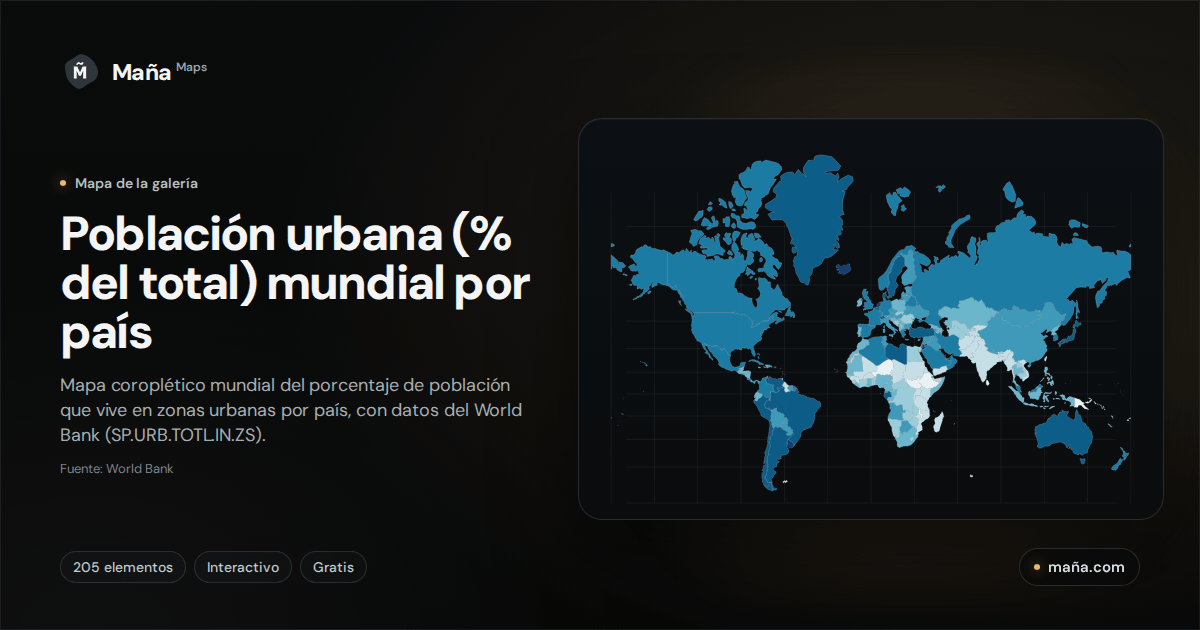 M̃
Maña Maps
Mapa de la galería
Población urbana (%
del total) mundial por
país
Mapa coroplético mundial del porcentaje de población
que vive en zonas urbanas por país, con datos del World
Bank (SP.URB.TOTL.IN.ZS).
Fuente: World Bank
205 elementos
Interactivo
Gratis
maña.com